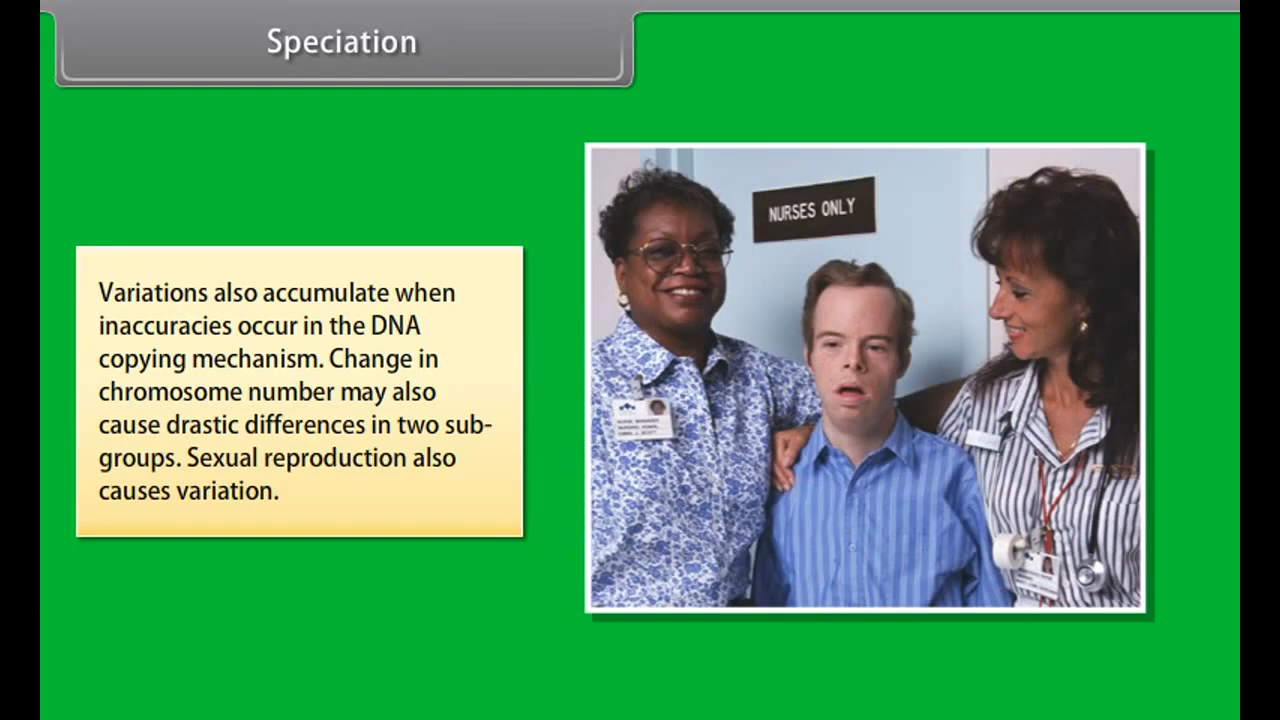 Speciation
Variations also accumulate when
inaccuracies occur in the DNA
copying mechanism. Change in
chromosome number may also
cause drastic differences in two sub-
groups. Sexual reproduction also
causes variation.
NURSES ONLY